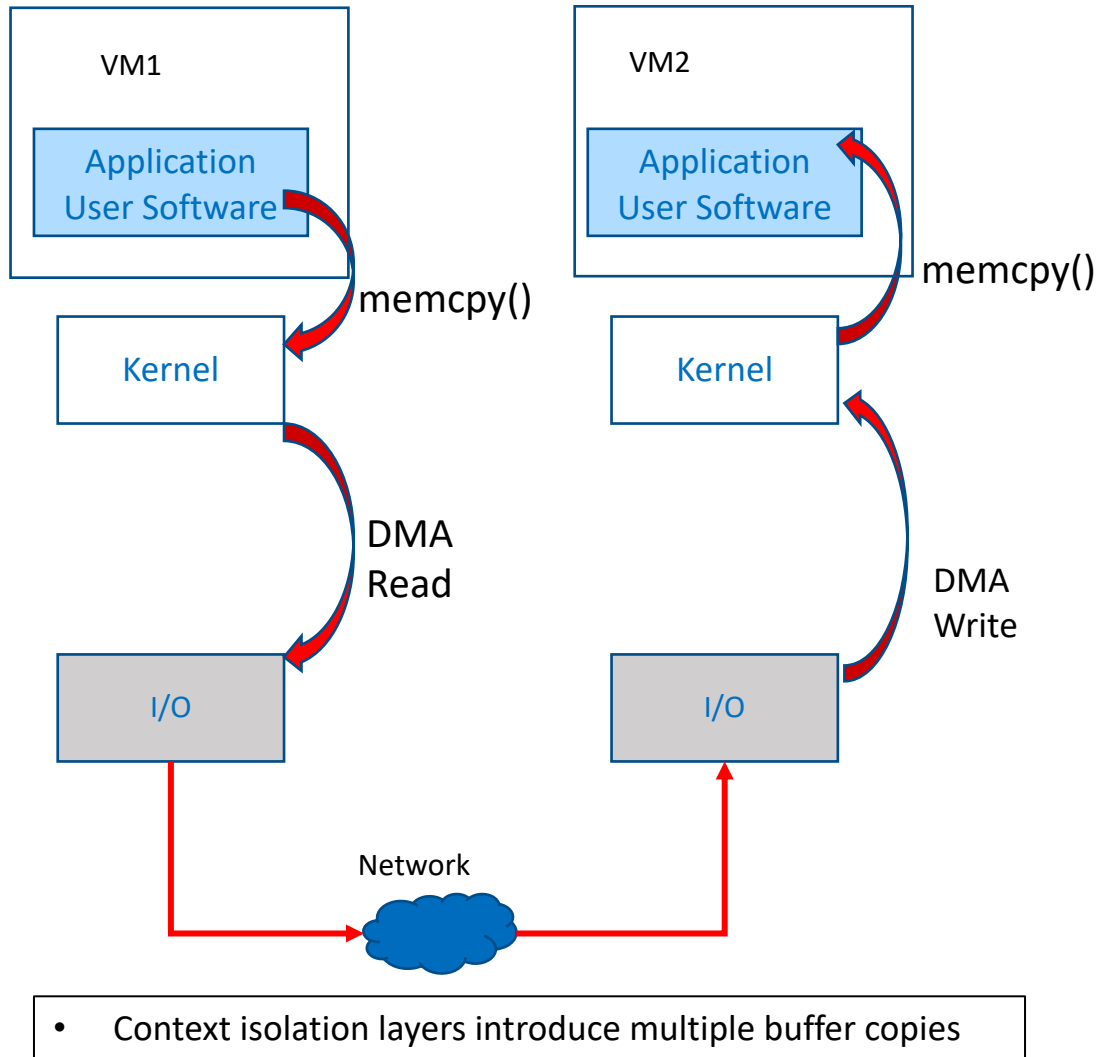 VM1
Application
User Software
memcpy()
Kernel
DMA
Read
I/O
VM2
Application
User Software
memcpy()
Kernel
DMA
Write
I/O
Network
• Context isolation layers introduce multiple buffer copies